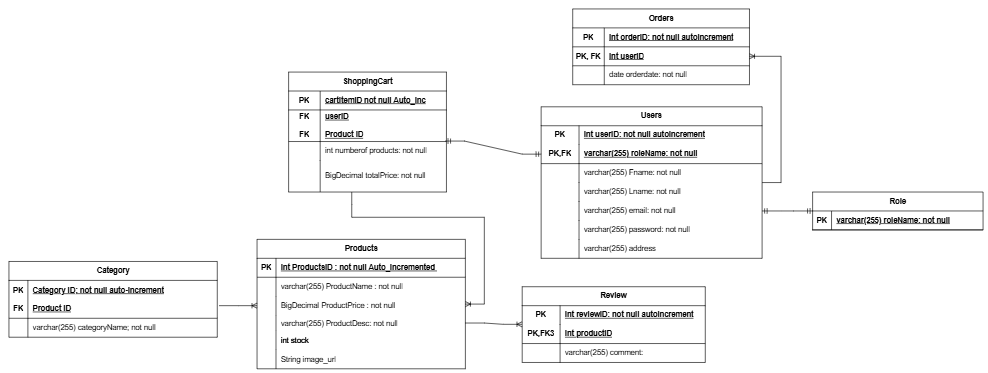 Orders
PK Int orderID: not null autoincrement
PK, FK Int userID
date orderdate: not null
ShoppingCart
PK cartitemID not null Auto_inc
FK userID
FK Product ID
int numberof products: not null
BigDecimal totalPrice: not null
Users
PK Int userID: not null autoincrement
PK,FK varchar(255) roleName: not null
varchar(255) Fname: not null
varchar(255) Lname: not null
varchar(255) email: not null
varchar(255) password: not null
varchar(255) address
Role
PK varchar(255) roleName: not null
Products
PK Int ProductsID : not null Auto_Incremented
varchar(255) ProductName : not null
BigDecimal ProductPrice : not null
varchar(255) ProductDesc: not null
int stock
String image_url
Category
PK Category ID: not null auto-increment
FK Product ID
varchar(255) categoryName; not null
Review
PK Int reviewID: not null autoincrement
PK,FK3 Int productID
varchar(255) comment: